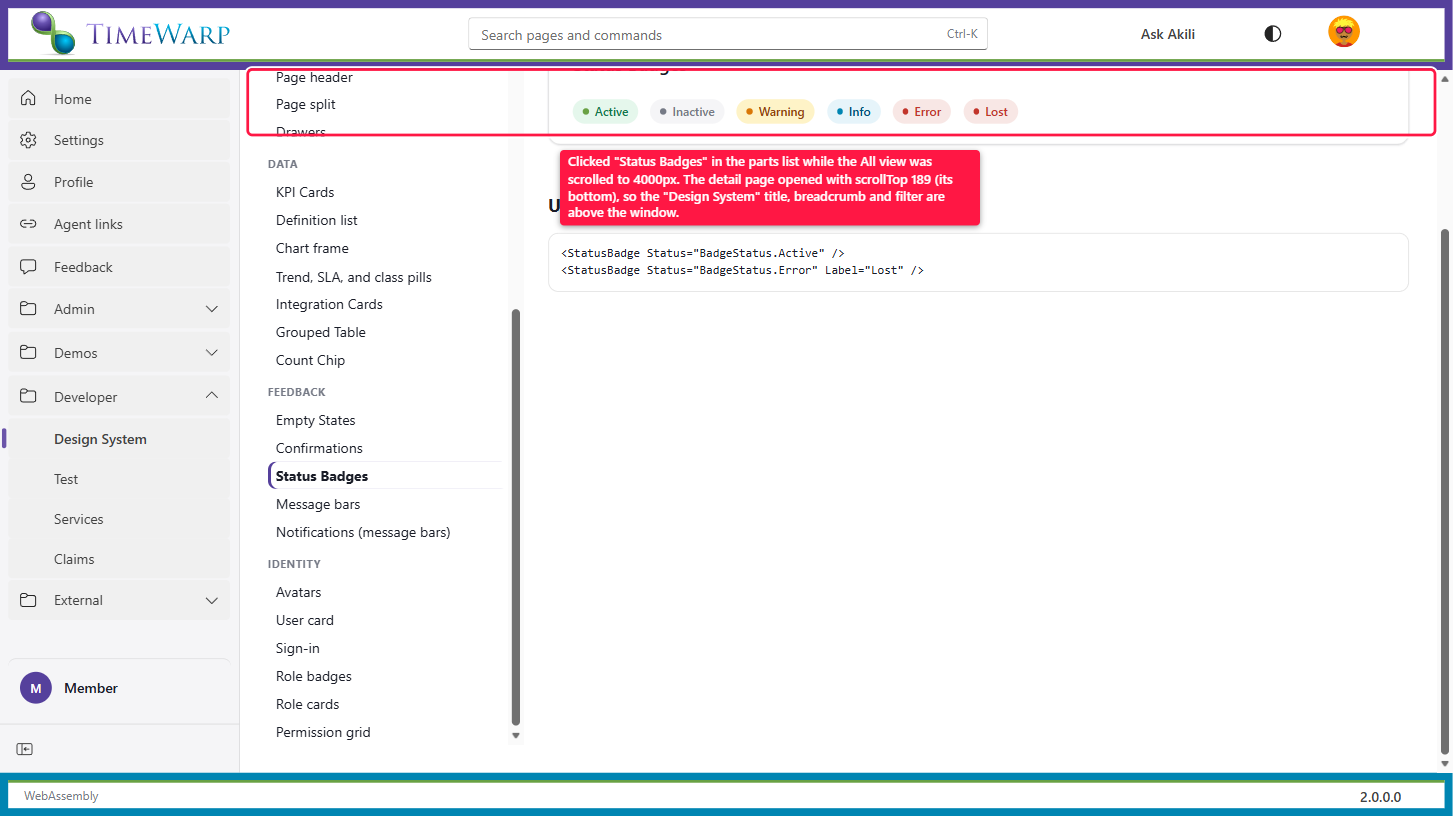 TIMEWARP
Search pages and commands
Ctrl-K
Ask Akili
Home
Settings
Profile
Agent links
Feedback
Admin
Demos
Developer
Design System
Test
Services
Claims
External
M
Member
Page header
Page split
Drawers
DATA
KPI Cards
Definition list
Chart frame
Trend, SLA, and class pills
Integration Cards
Grouped Table
Count Chip
FEEDBACK
Empty States
Confirmations
Status Badges
Message bars
Notifications (message bars)
IDENTITY
Avatars
User card
Sign-in
Role badges
Role cards
Permission grid
Active
Inactive
Warning
Info
Error
Lost
Clicked "Status Badges" in the parts list while the All view was
scrolled to 4000px. The detail page opened with scrollTop 189 (its
bottom), so the "Design System" title, breadcrumb and filter are
above the window.
<StatusBadge Status="BadgeStatus.Active" />
<StatusBadge Status="BadgeStatus.Error" Label="Lost" />
WebAssembly
2.0.0.0